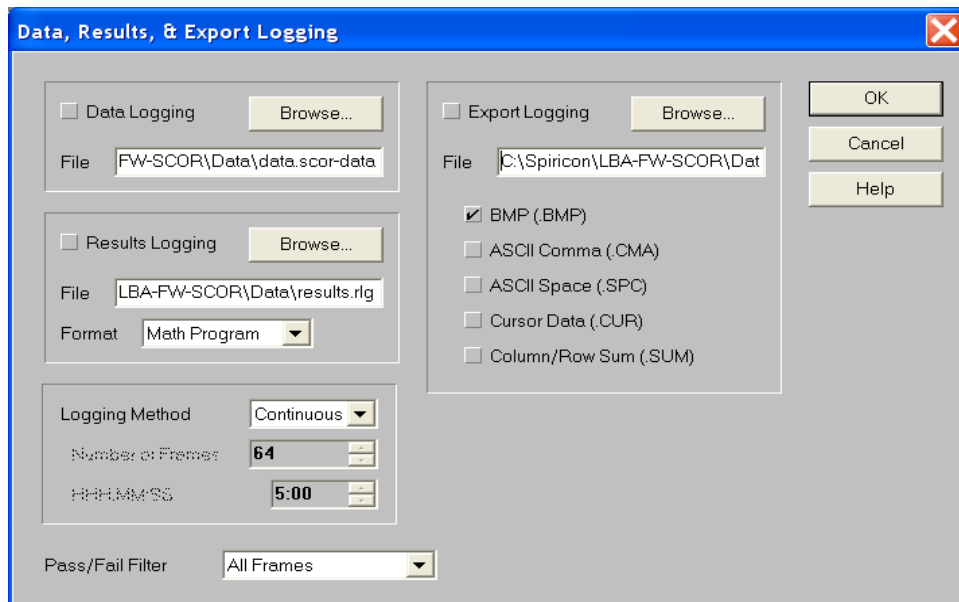 Data, Results, & Export Logging
Data Logging
Browse...
File
FW-SCOR\Data\data.scor-data
Results Logging
Browse...
File
LBA-FW-SCOR\Data\results.rlg
Format
Math Program
Logging Method
Continuous
Number of Frames
64
HHH:MM:SS
5:00
Pass/Fail Filter
All Frames
Export Logging
Browse...
File
C:\Spiricon\LBA-FW-SCOR\Dat
BMP (.BMP)
ASCII Comma (.CMA)
ASCII Space (.SPC)
Cursor Data (.CUR)
Column/Row Sum (.SUM)
OK
Cancel
Help